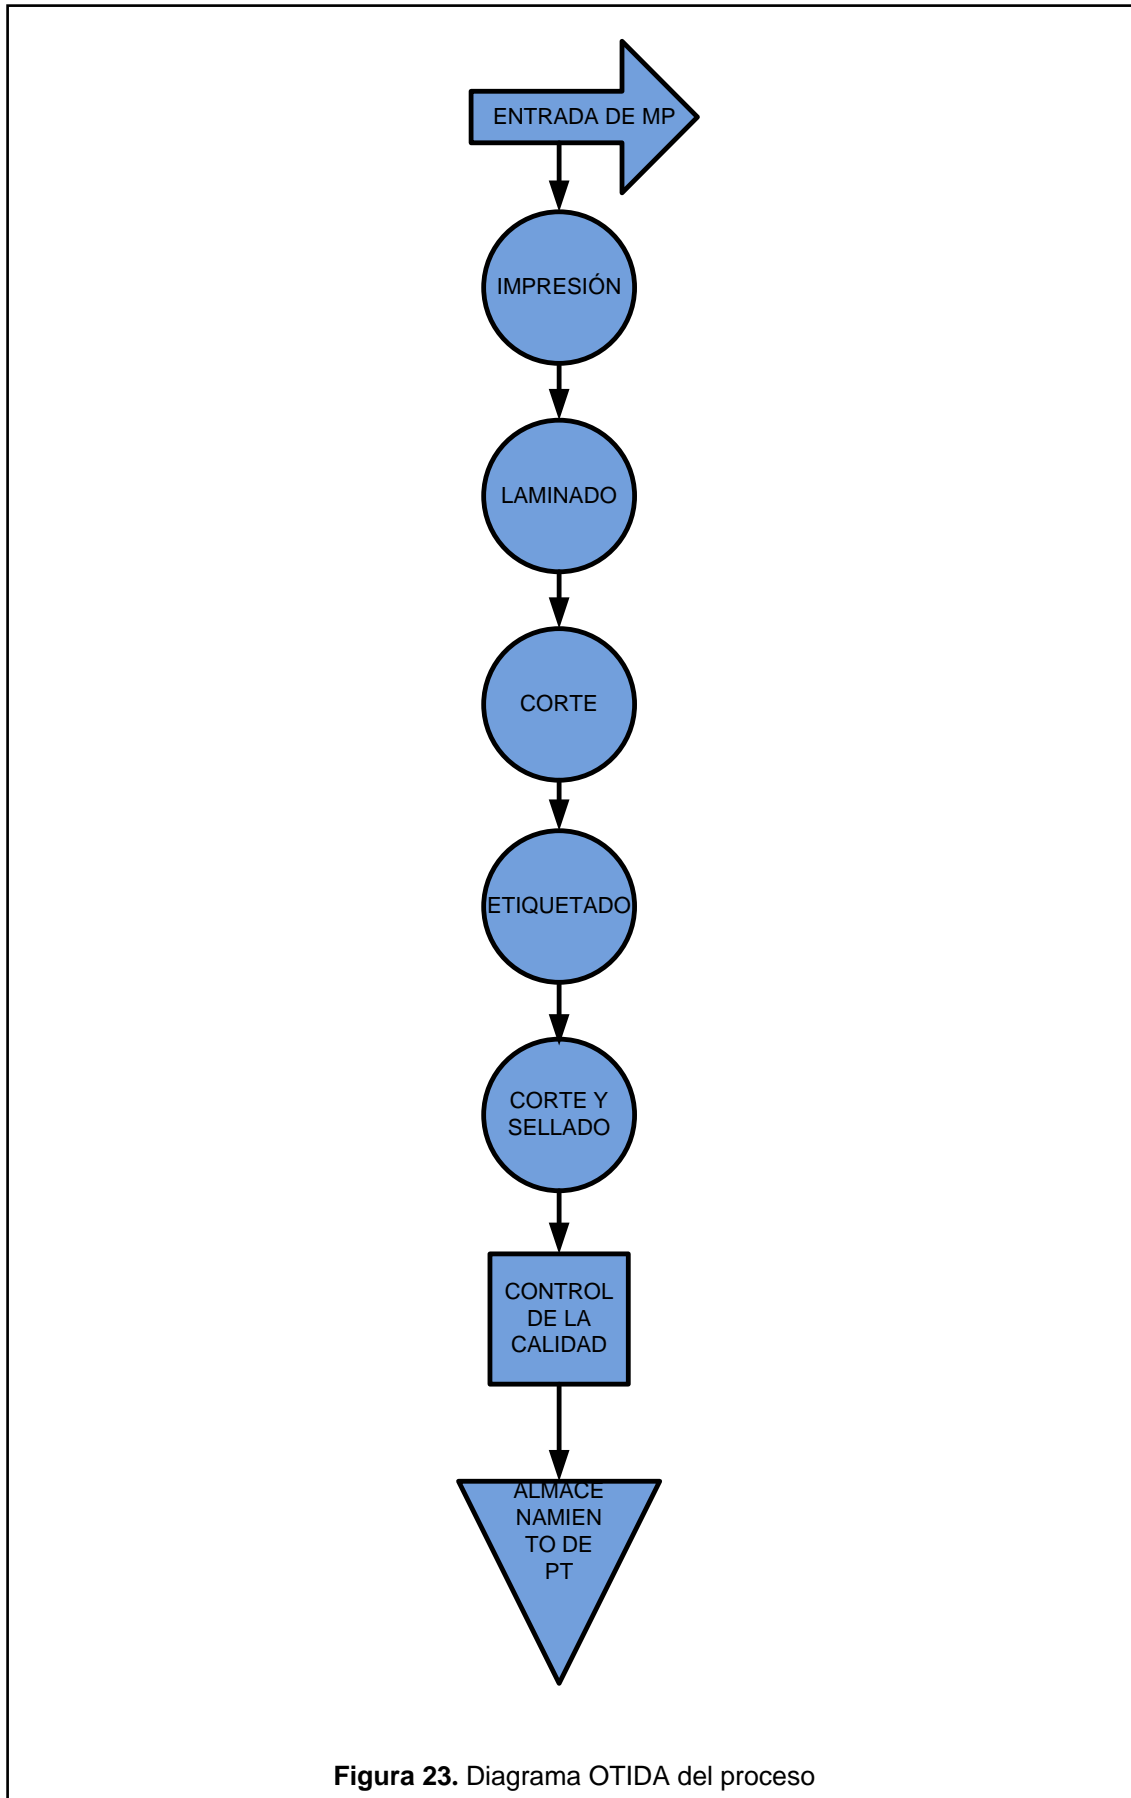 ENTRADA DE MP
IMPRESIÓN
LAMINADO
CORTE
ETIQUETADO
CORTE Y
SELLADO
CONTROL
DE LA
CALIDAD
ALMACE
NAMIEN
TO DE
PT
Figura 23. Diagrama OTIDA del proceso